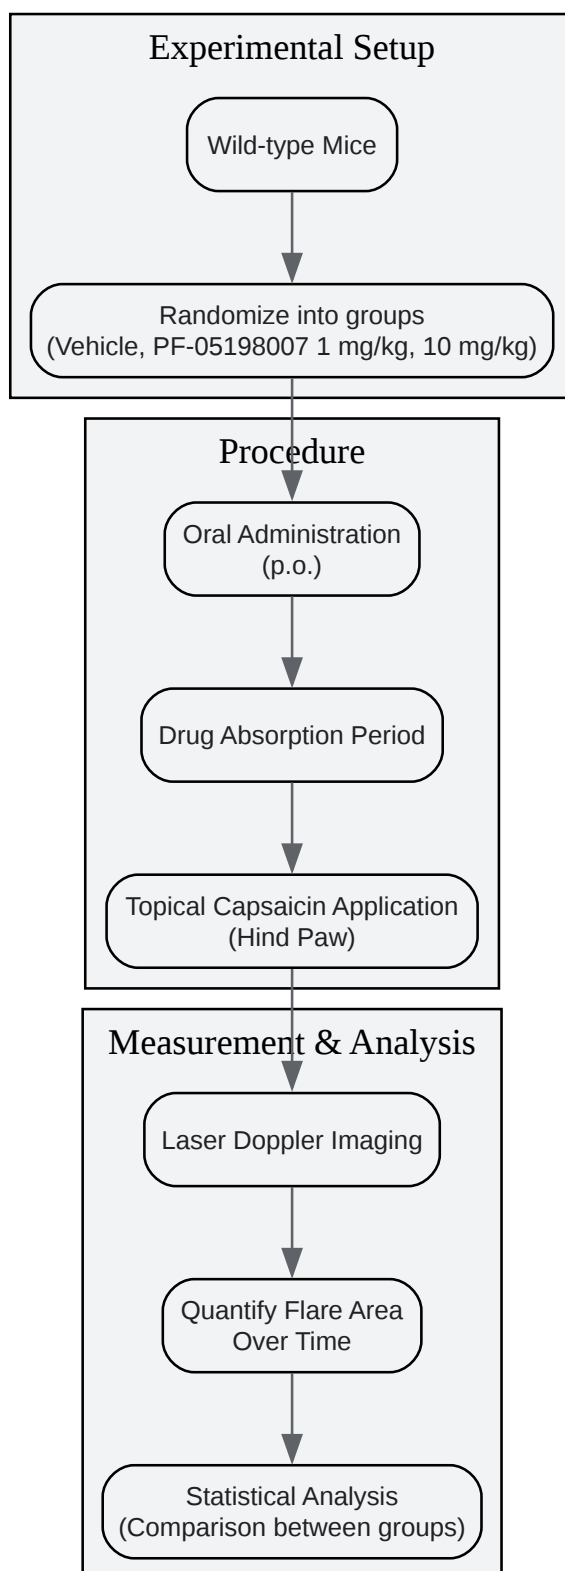 Experimental Setup
Wild-type Mice
Randomize into groups
(Vehicle, PF-05198007 1 mg/kg, 10 mg/kg)
Procedure
Oral Administration
(p.o.)
Drug Absorption Period
Topical Capsaicin Application
(Hind Paw)
Measurement & Analysis
Laser Doppler Imaging
Quantify Flare Area
Over Time
Statistical Analysis
(Comparison between groups)